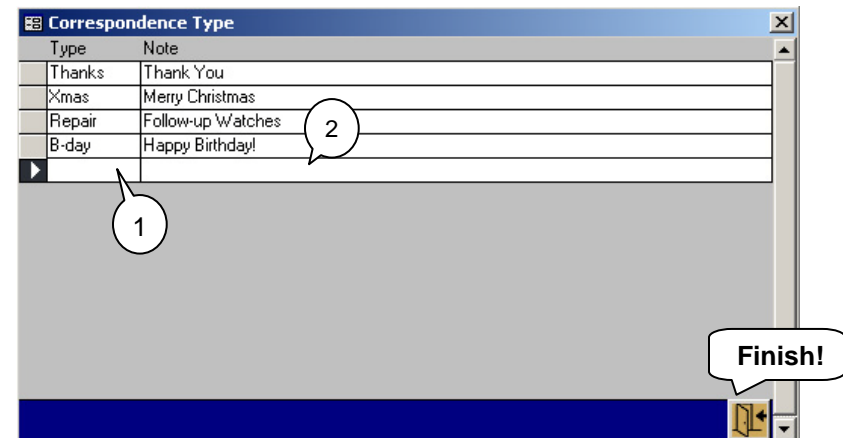 Correspondence Type
Type Note
Thanks Thank You
Xmas Merry Christmas
Repair Follow-up Watches
B-day Happy Birthday!
2
1
Finish!